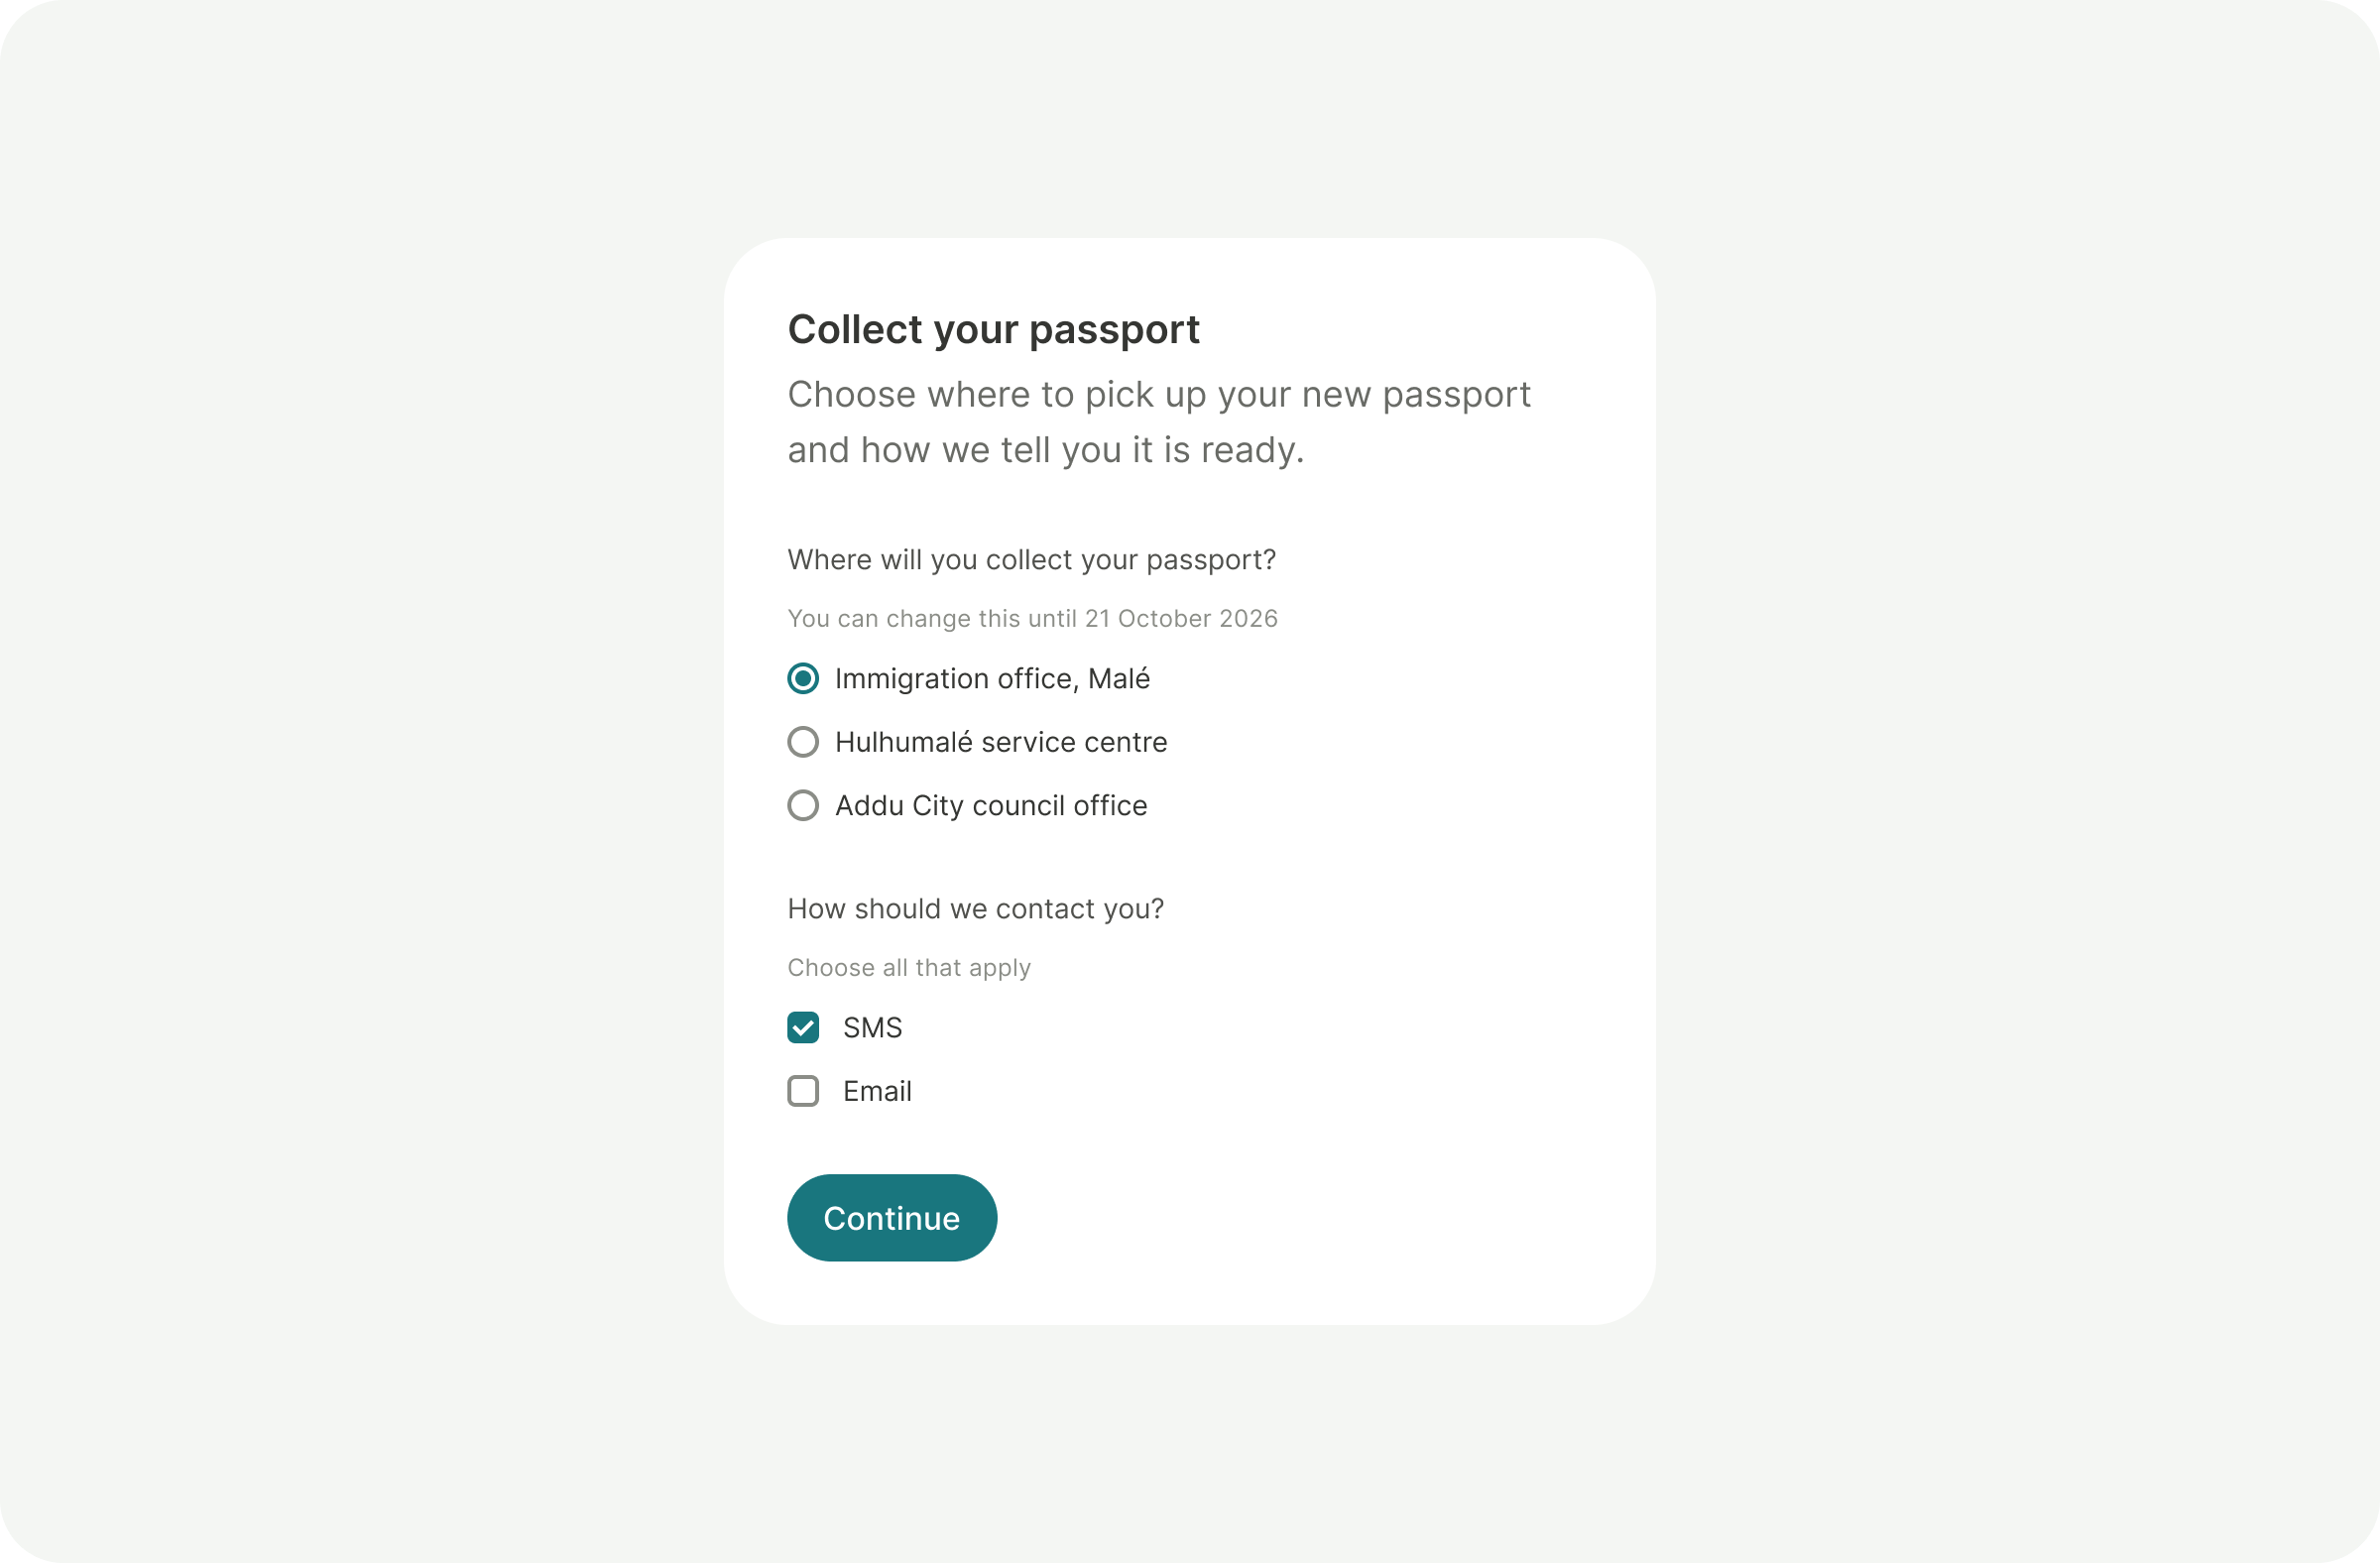 Collect your passport
Choose where to pick up your new passport
and how we tell you it is ready.
Where will you collect your passport?
You can change this until 21 October 2026
Immigration office, Malé
Hulhumalé service centre
Addu City council office
How should we contact you?
Choose all that apply
SMS
Email
Continue